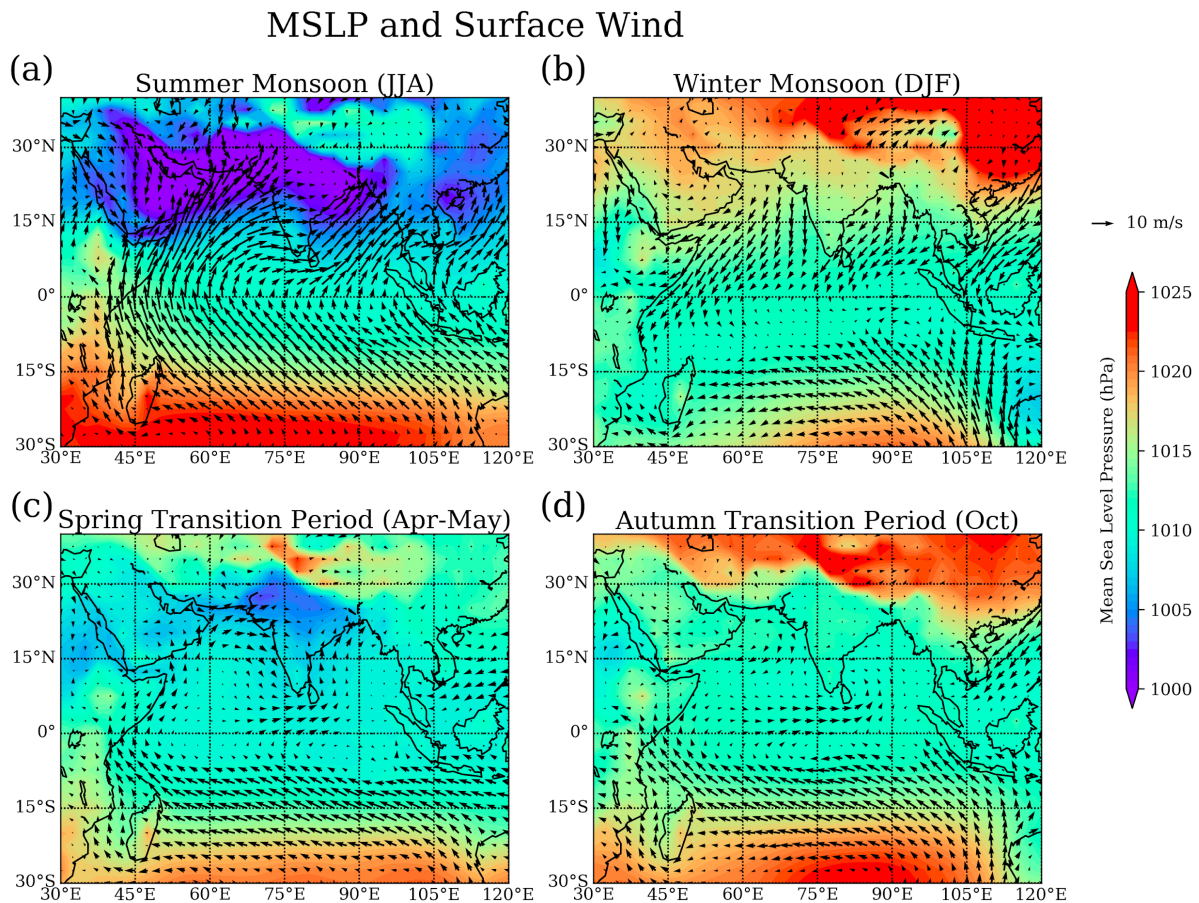 MSLP and Surface Wind
(a)
Summer Monsoon (JJA)
30°N
15°N
0°
15°S
30°S
30°E 45°E 60°E 75°E 90°E 105°E 120°E
(b)
Winter Monsoon (DJF)
30°N
15°N
0°
15°S
30°S
30°E 45°E 60°E 75°E 90°E 105°E 120°E
(c)
Spring Transition Period (Apr-May)
30°N
15°N
0°
15°S
30°S
30°E 45°E 60°E 75°E 90°E 105°E 120°E
(d)
Autumn Transition Period (Oct)
30°N
15°N
0°
15°S
30°S
30°E 45°E 60°E 75°E 90°E 105°E 120°E
10 m/s
1025
1020
1015
1010
1005
1000
Mean Sea Level Pressure (hPa)